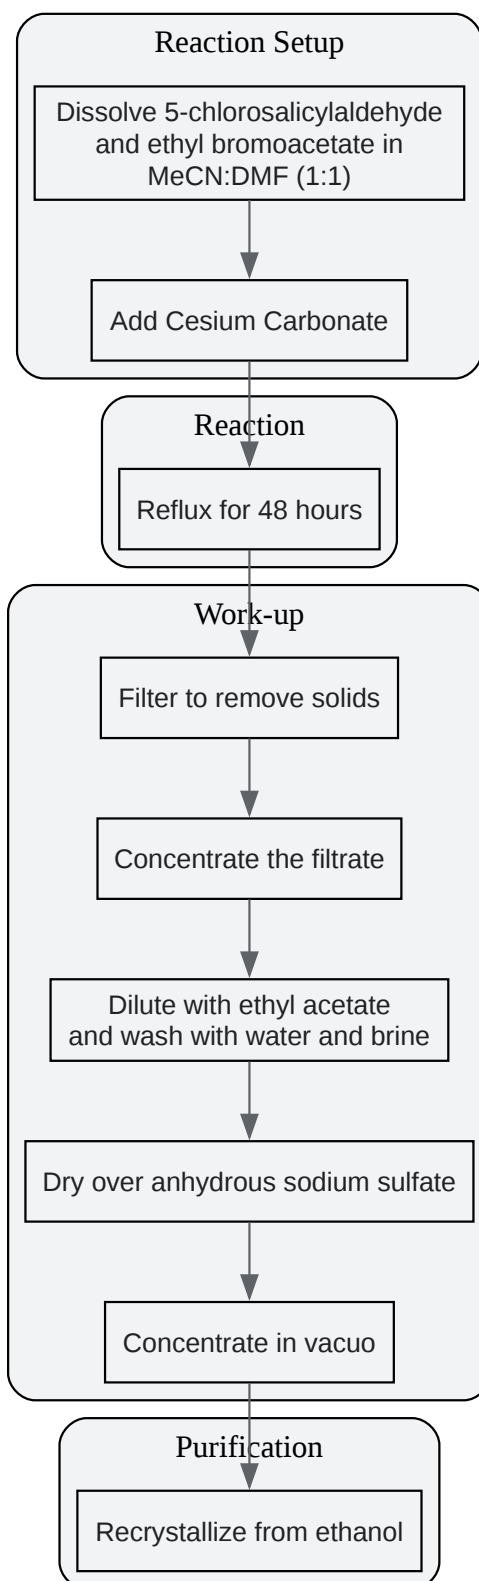 Reaction Setup
Dissolve 5-chlorosalicylaldehyde
and ethyl bromoacetate in
MeCN:DMF (1:1)
Add Cesium Carbonate
Reaction
Reflux for 48 hours
Work-up
Filter to remove solids
Concentrate the filtrate
Dilute with ethyl acetate
and wash with water and brine
Dry over anhydrous sodium sulfate
Concentrate in vacuo
Purification
Recrystallize from ethanol